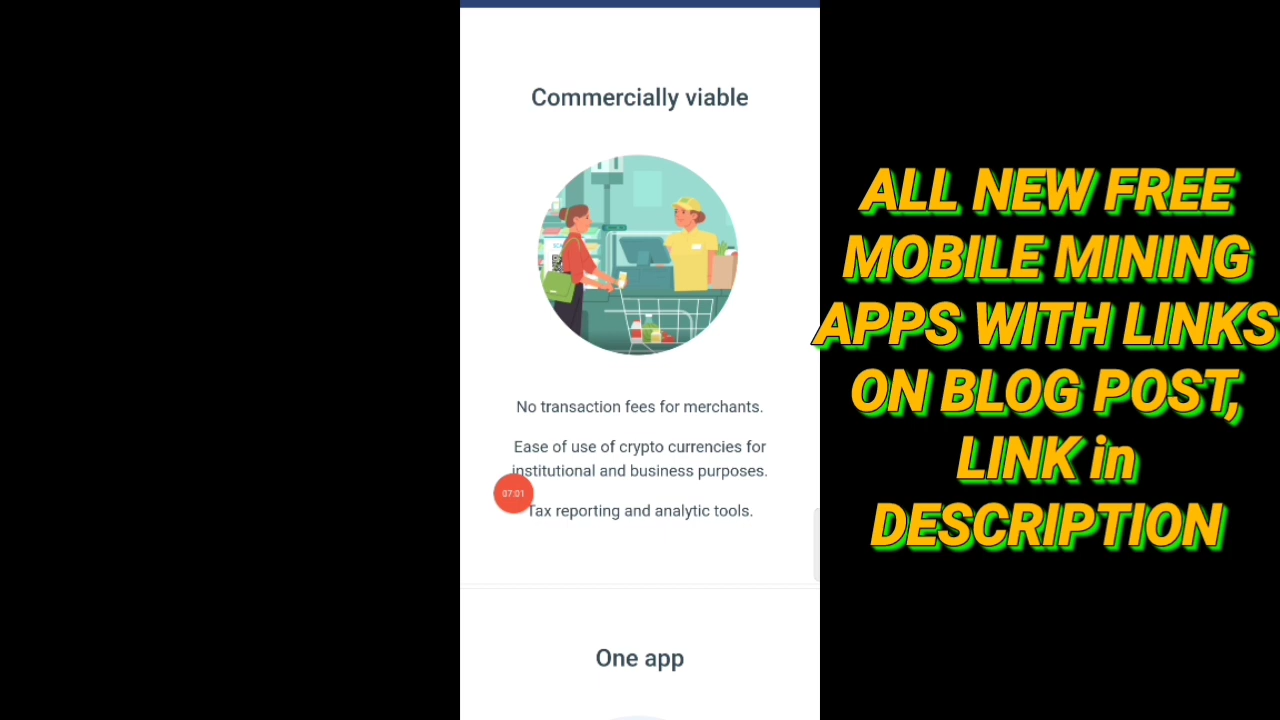 Commercially viable
No transaction fees for merchants.
Ease of use of crypto currencies for
institutional and business purposes.
07:01
Tax reporting and analytic tools.
One app
ALL NEW FREE
MOBILE MINING
APPS WITH LINKS
ON BLOG POST,
LINK in
DESCRIPTION